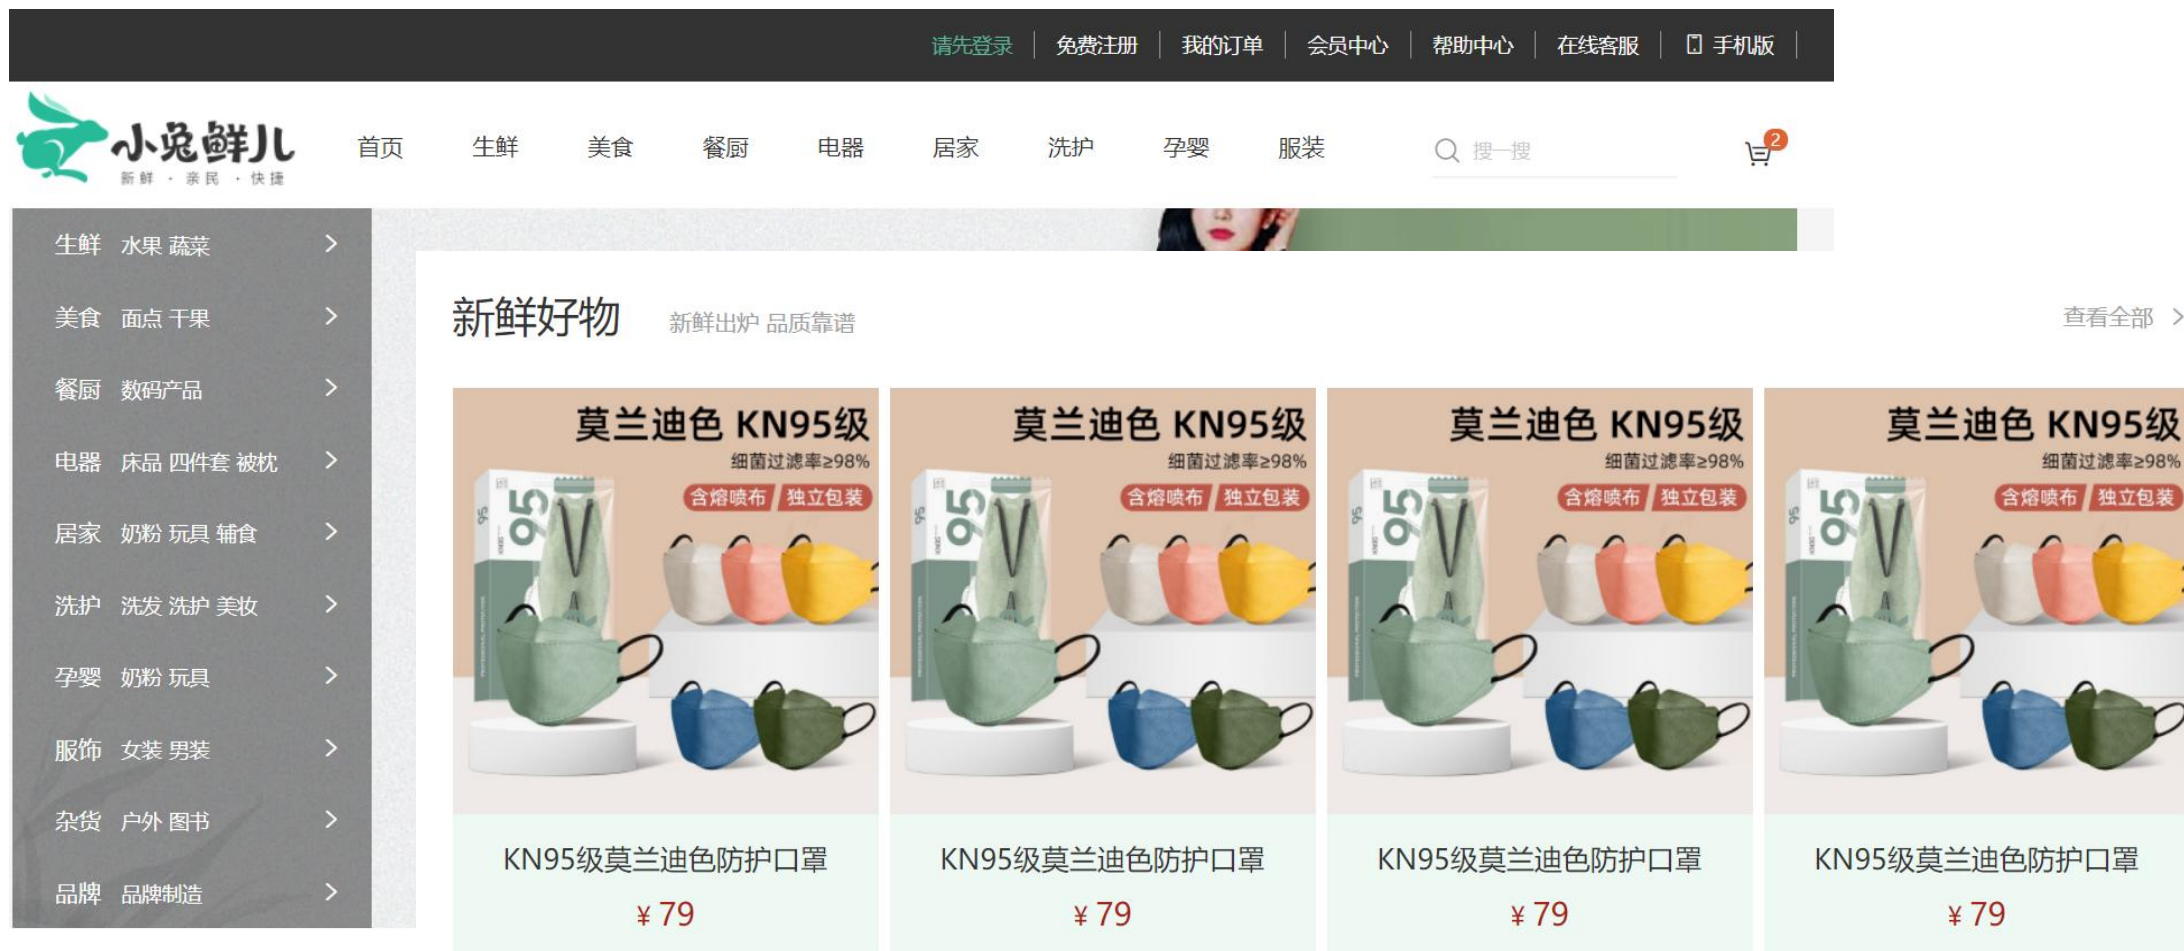 请先登录 免费注册 我的订单 会员中心 帮助中心 在线客服 手机版
小兔鲜儿
新鲜 · 亲民 · 快捷
首页 生鲜 美食 餐厨 电器 居家 洗护 孕婴 服装 搜一搜 2
生鲜 水果 蔬菜
美食 面点 干果
餐厨 数码产品
电器 床品 四件套 被枕
居家 奶粉 玩具 辅食
洗护 洗发 洗护 美妆
孕婴 奶粉 玩具
服饰 女装 男装
杂货 户外 图书
品牌 品牌制造
新鲜好物 新鲜出炉 品质靠谱 查看全部
莫兰迪色 KN95级 莫兰迪色 KN95级 莫兰迪色 KN95级 莫兰迪色 KN95级
细菌过滤率≥98% 细菌过滤率≥98% 细菌过滤率≥98% 细菌过滤率≥98%
含熔喷布 独立包装 含熔喷布 独立包装 含熔喷布 独立包装 含熔喷布 独立包装
95 95 95 95 95 95 95 95
KN95级莫兰迪色防护口罩 KN95级莫兰迪色防护口罩 KN95级莫兰迪色防护口罩 KN95级莫兰迪色防护口罩
¥ 79 ¥ 79 ¥ 79 ¥ 79